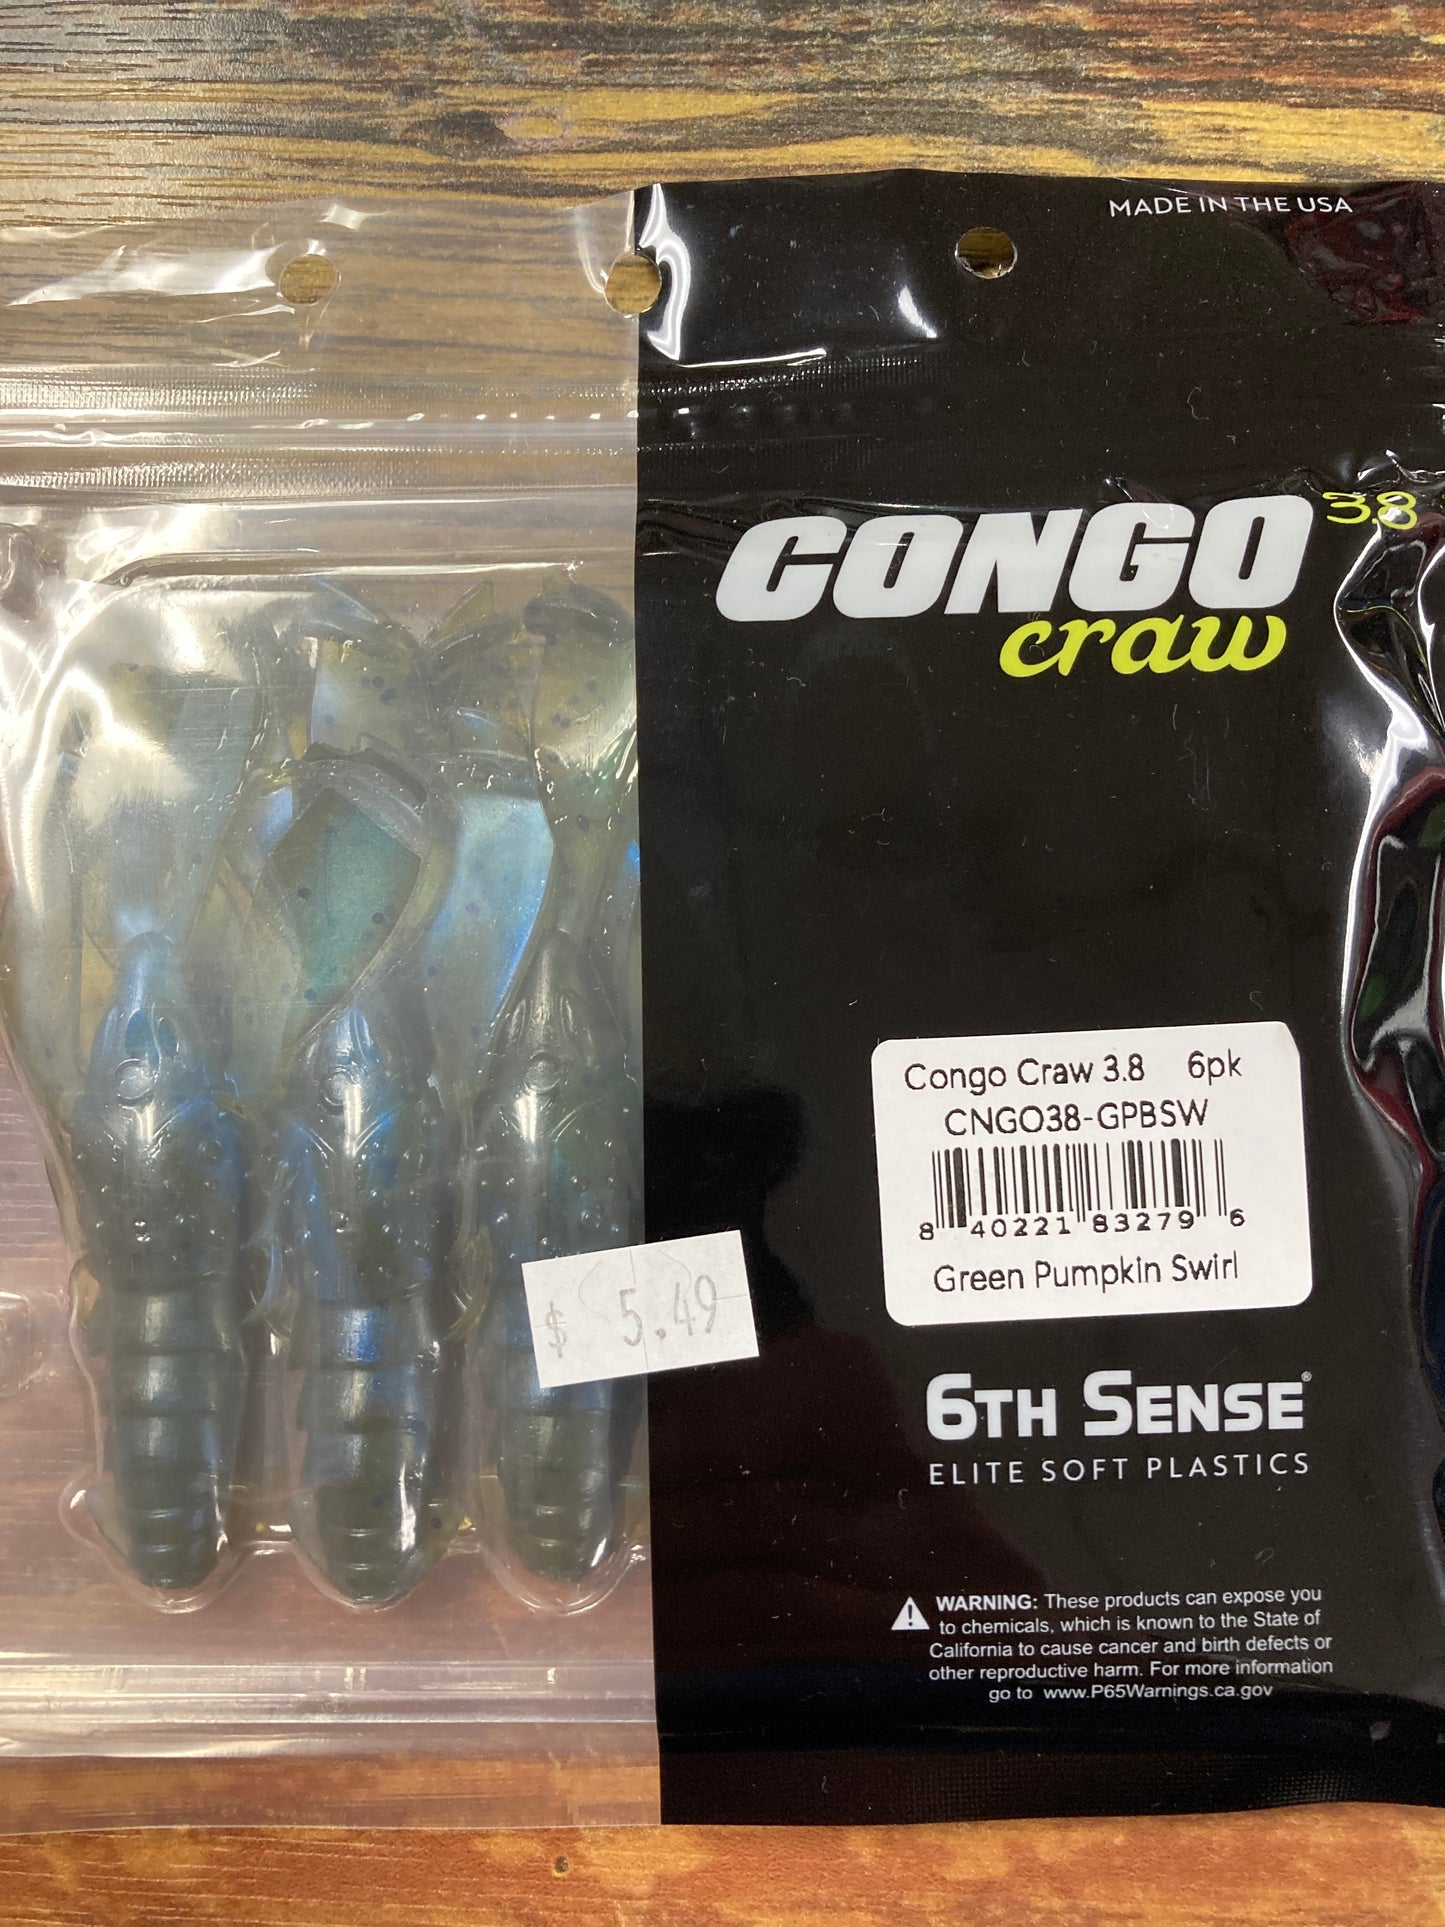 MADE IN THE USA
CONGO 3.8
craw
Congo Craw 3.8 6pk
CNGO38-GPBSW
8 40221 83279 6
Green Pumpkin Swirl
$ 5.49
6TH SENSE®
ELITE SOFT PLASTICS
WARNING: These products can expose you
to chemicals, which is known to the State of
California to cause cancer and birth defects or
other reproductive harm. For more information
go to www.P65Warnings.ca.gov